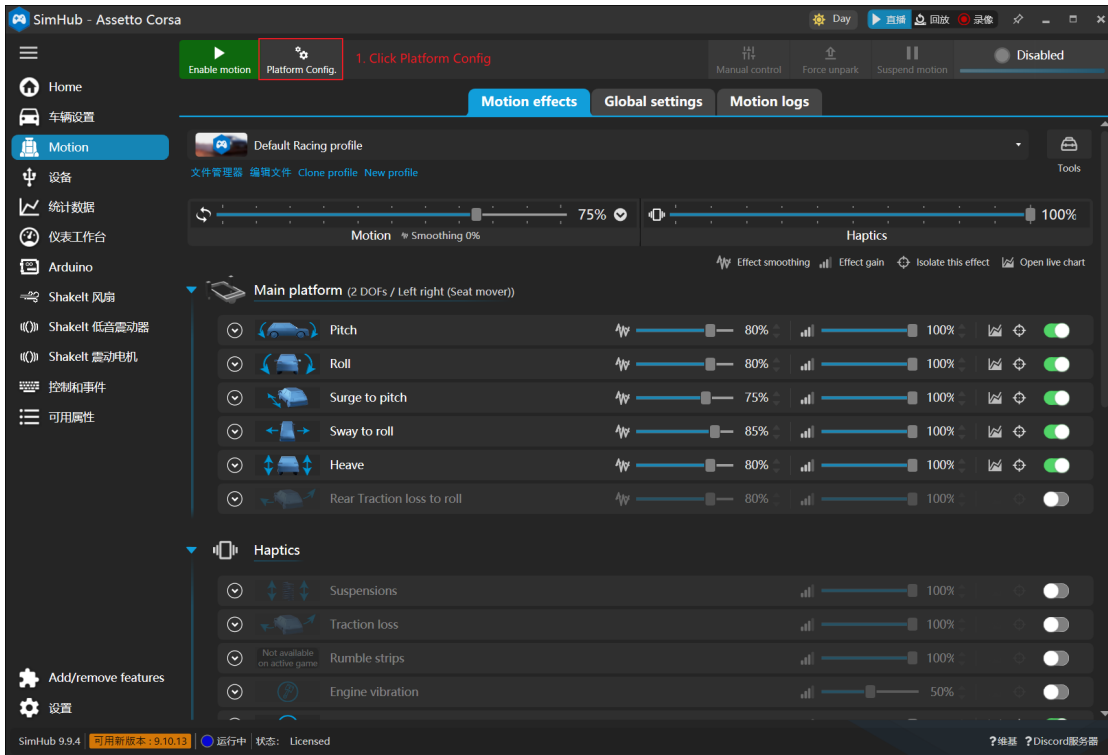 SimHub - Assetto Corsa
Day 直播 回放 录像
Enable motion Platform Config. 1. Click Platform Config Manual control Force unpark Suspend motion Disabled
Home
车辆设置
Motion
设备
统计数据
仪表工作台
Arduino
ShakeIt 风扇
ShakeIt 低音震动器
ShakeIt 震动电机
控制和事件
可用属性
Add/remove features
设置
Motion effects Global settings Motion logs
Default Racing profile
Tools
文件管理器 编辑文件 Clone profile New profile
75% 100%
Motion Smoothing 0% Haptics
Effect smoothing Effect gain Isolate this effect Open live chart
Main platform (2 DOFs / Left right (Seat mover))
Pitch 80% 100%
Roll 80% 100%
Surge to pitch 75% 100%
Sway to roll 85% 100%
Heave 80% 100%
Rear Traction loss to roll 80% 100%
Haptics
Suspensions 100%
Traction loss 100%
Not available on active game Rumble strips 100%
Engine vibration 50%
SimHub 9.9.4 可用新版本 : 9.10.13 运行中 状态: Licensed ?维基 ?Discord服务器